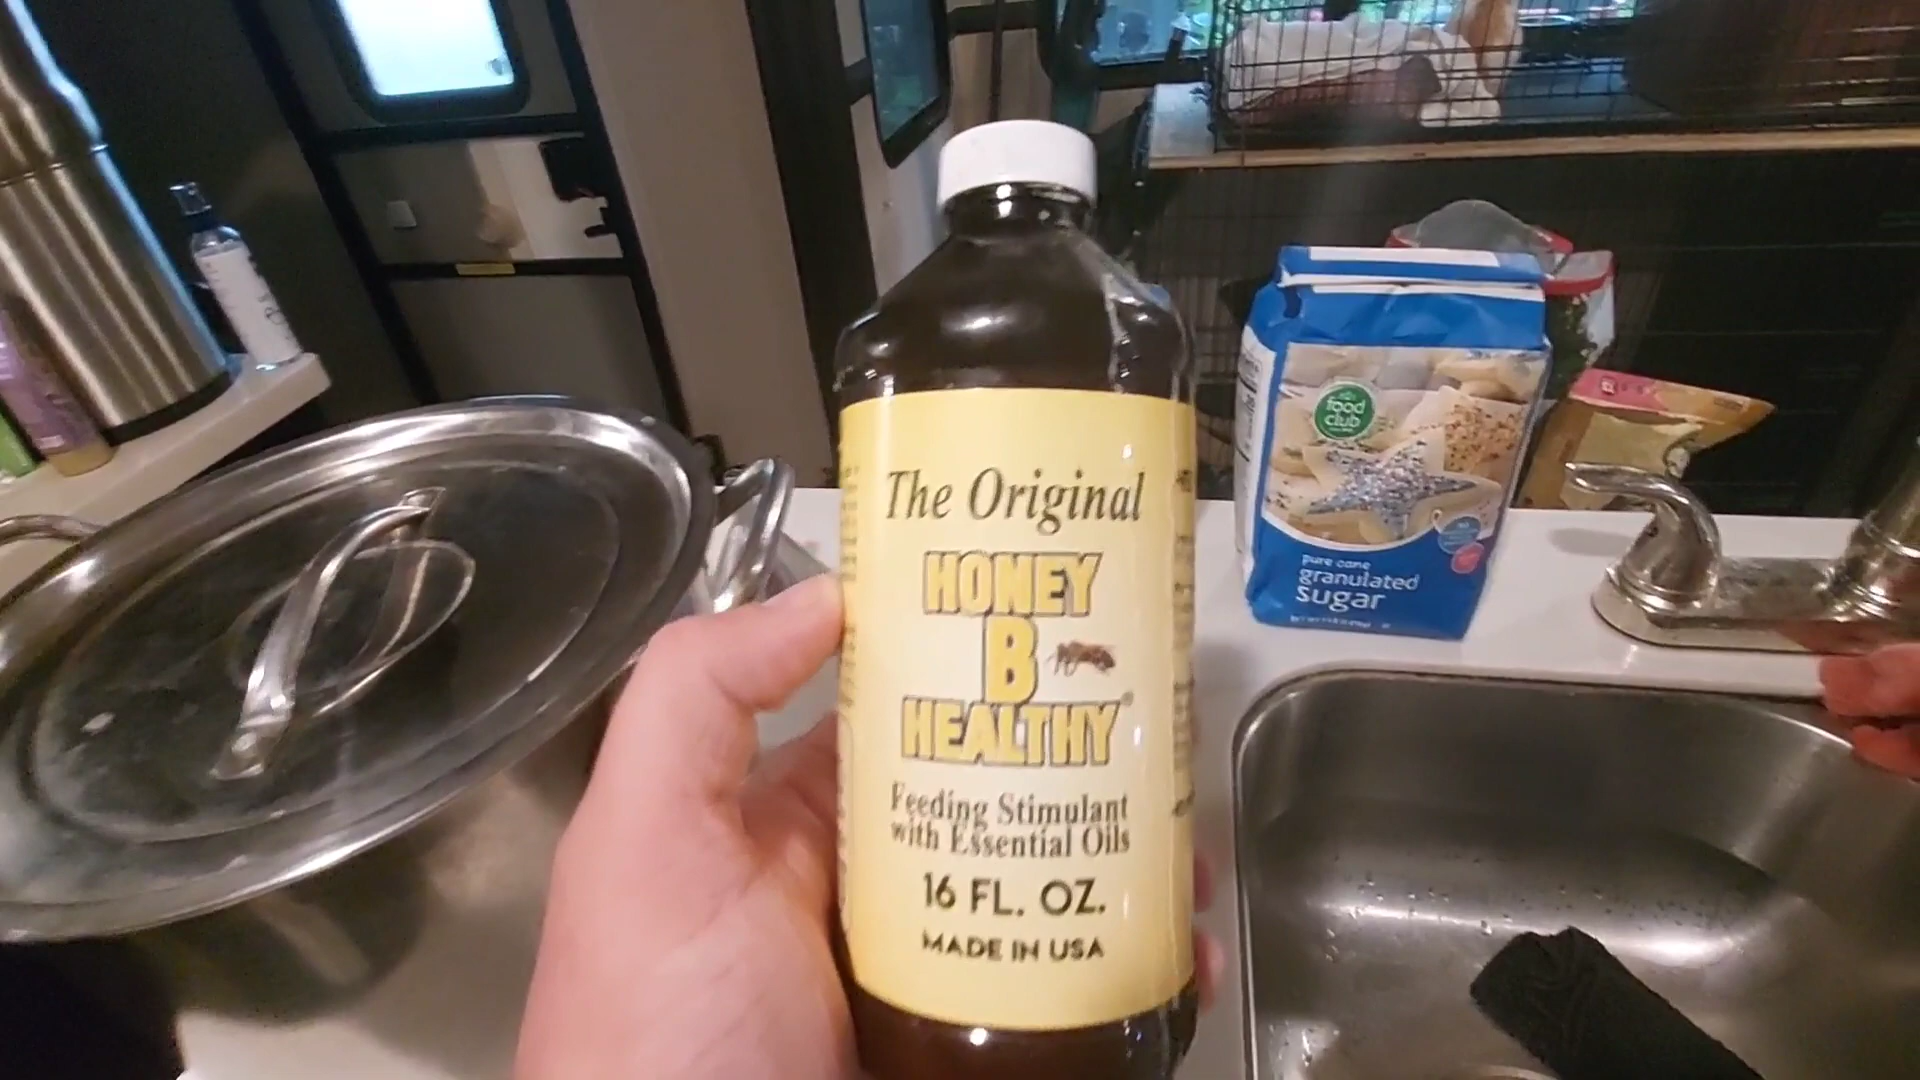 The Original
HONEY
B
HEALTHY®
Feeding Stimulant
with Essential Oils
16 FL. OZ.
MADE IN USA
food
club
pure cane
granulated
sugar